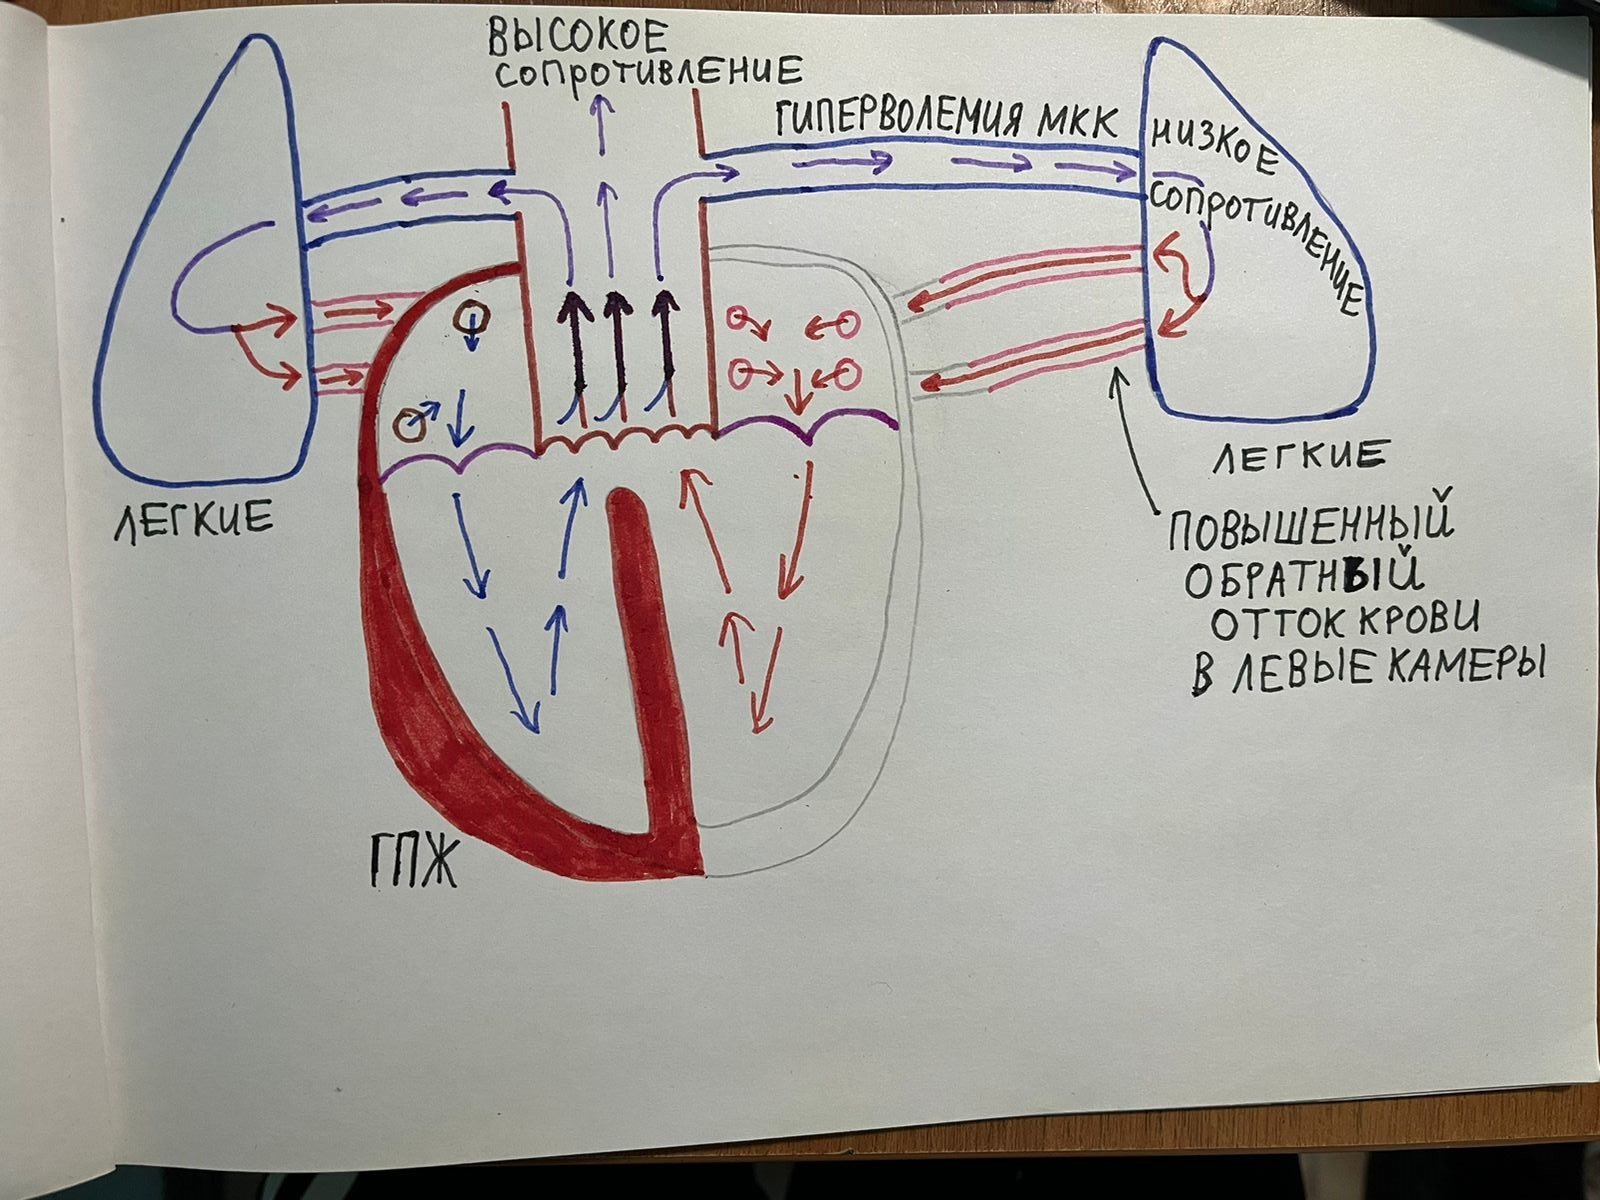 ВЫСОКОЕ
СОПРОТИВЛЕНИЕ
ГИПЕРВОЛЕМИЯ МКК
НИЗКОЕ
СОПРОТИВЛЕНИЕ
ЛЕГКИЕ
ЛЕГКИЕ
ПОВЫШЕННЫЙ
ОБРАТНЫЙ
ОТТОК КРОВИ
В ЛЕВЫЕ КАМЕРЫ
ГПЖ